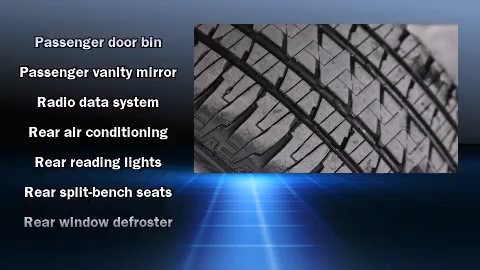 Passenger door bin
Passenger vanity mirror
Radio data system
Rear air conditioning
Rear reading lights
Rear split-bench seats
Rear window defroster